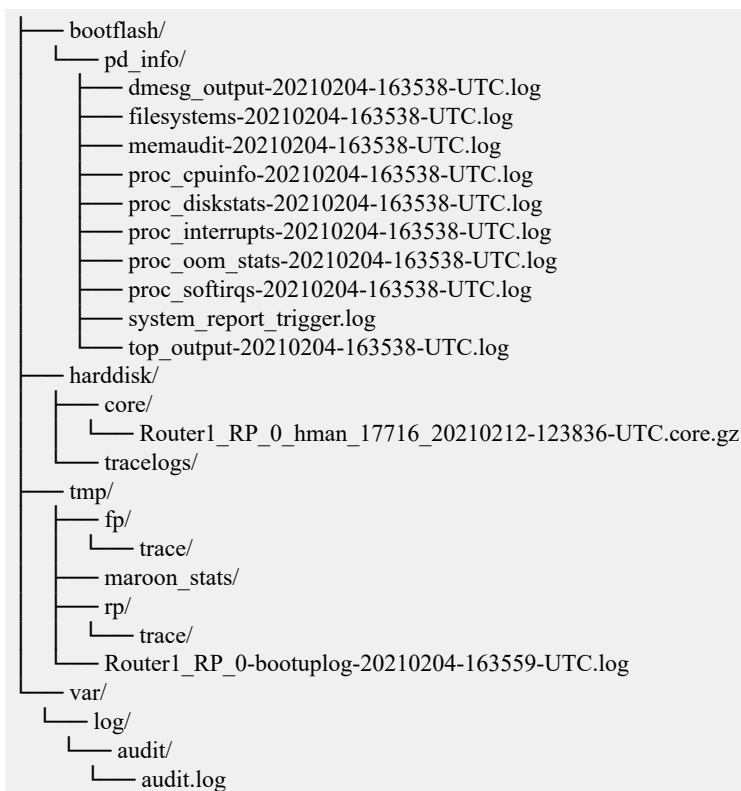 bootflash/
pd_info/
dmesg_output-20210204-163538-UTC.log
filesystems-20210204-163538-UTC.log
memaudit-20210204-163538-UTC.log
proc_cpuinfo-20210204-163538-UTC.log
proc_diskstats-20210204-163538-UTC.log
proc_interrupts-20210204-163538-UTC.log
proc_oom_stats-20210204-163538-UTC.log
proc_softirqs-20210204-163538-UTC.log
system_report_trigger.log
top_output-20210204-163538-UTC.log
harddisk/
core/
Router1_RP_0_hman_17716_20210212-123836-UTC.core.gz
tracelogs/
tmp/
fp/
trace/
maroon_stats/
rp/
trace/
Router1_RP_0-bootuplog-20210204-163559-UTC.log
var/
log/
audit/
audit.log